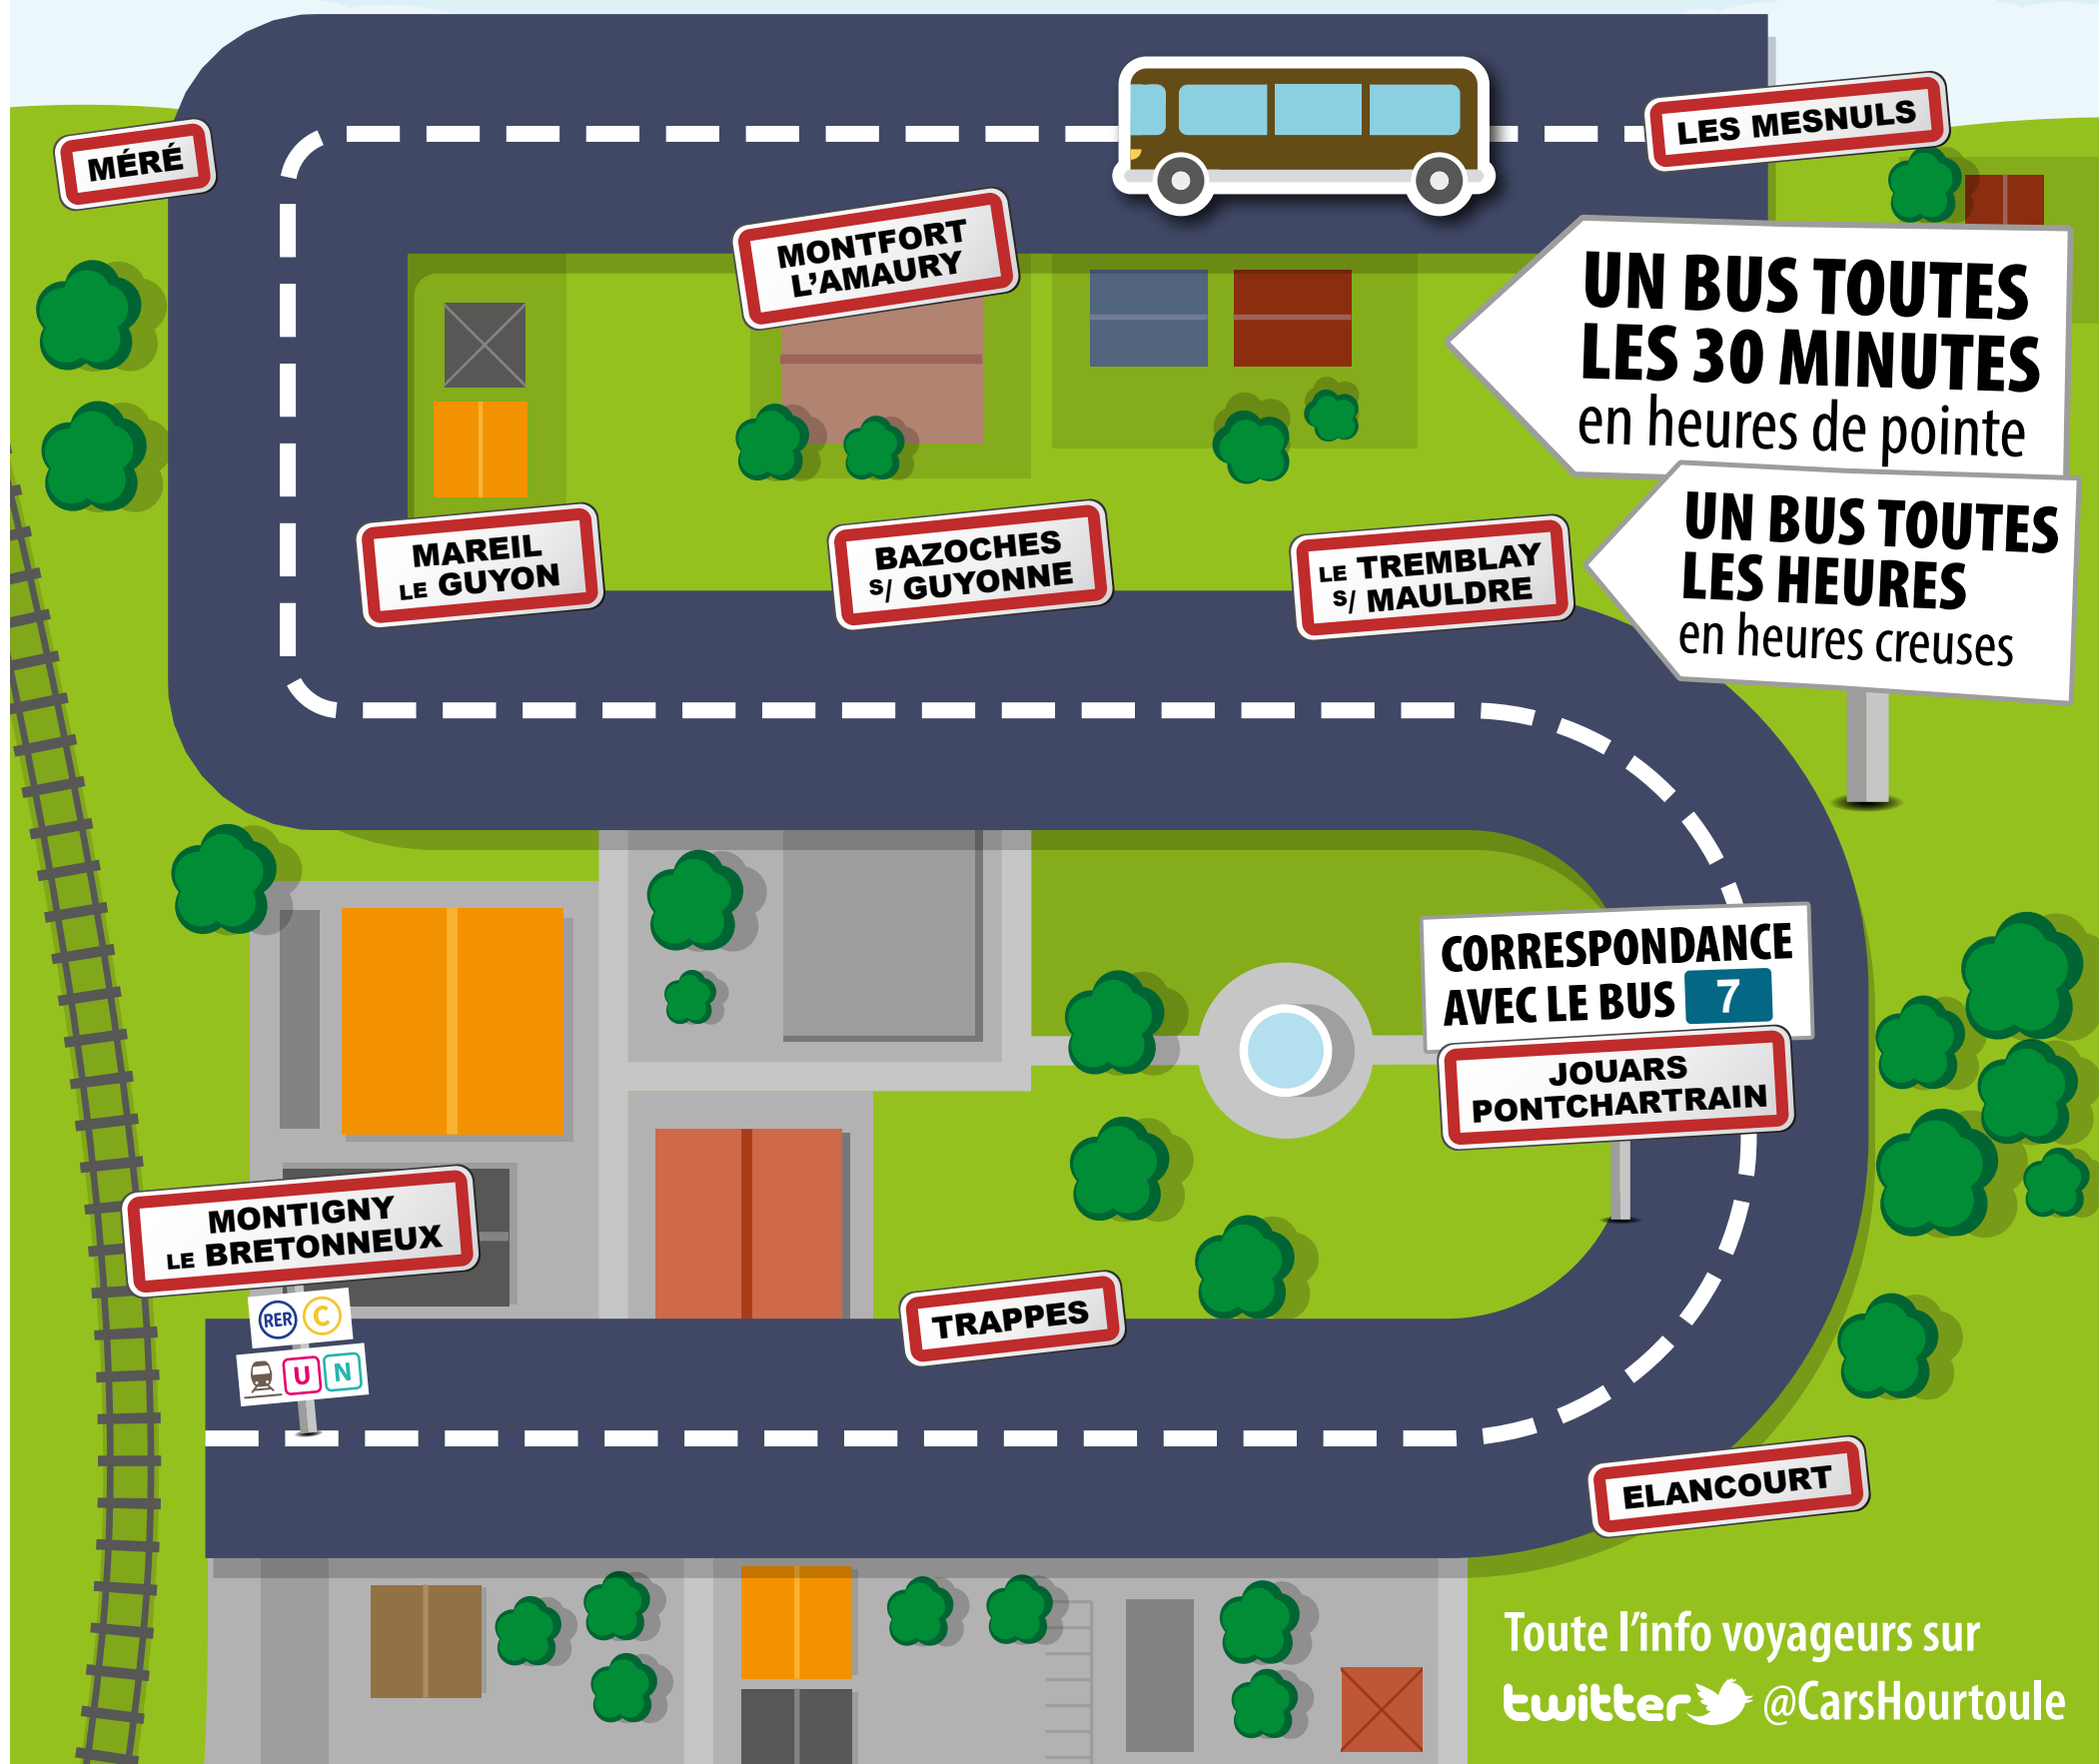 MÉRÉ
LES MESNULS
MONTFORT
L'AMAURY
UN BUS TOUTES
LES 30 MINUTES
en heures de pointe
UN BUS TOUTES
LES HEURES
en heures creuses
MAREIL
LE GUYON
BAZOCHES
S/ GUYONNE
LE TREMBLAY
S/ MAULDRE
CORRESPONDANCE
AVEC LE BUS 7
JOUARS
PONTCHARTRAIN
MONTIGNY
LE BRETONNEUX
RER C
U N
TRAPPES
ELANCOURT
Toute l'info voyageurs sur
twitter @CarsHourtoule